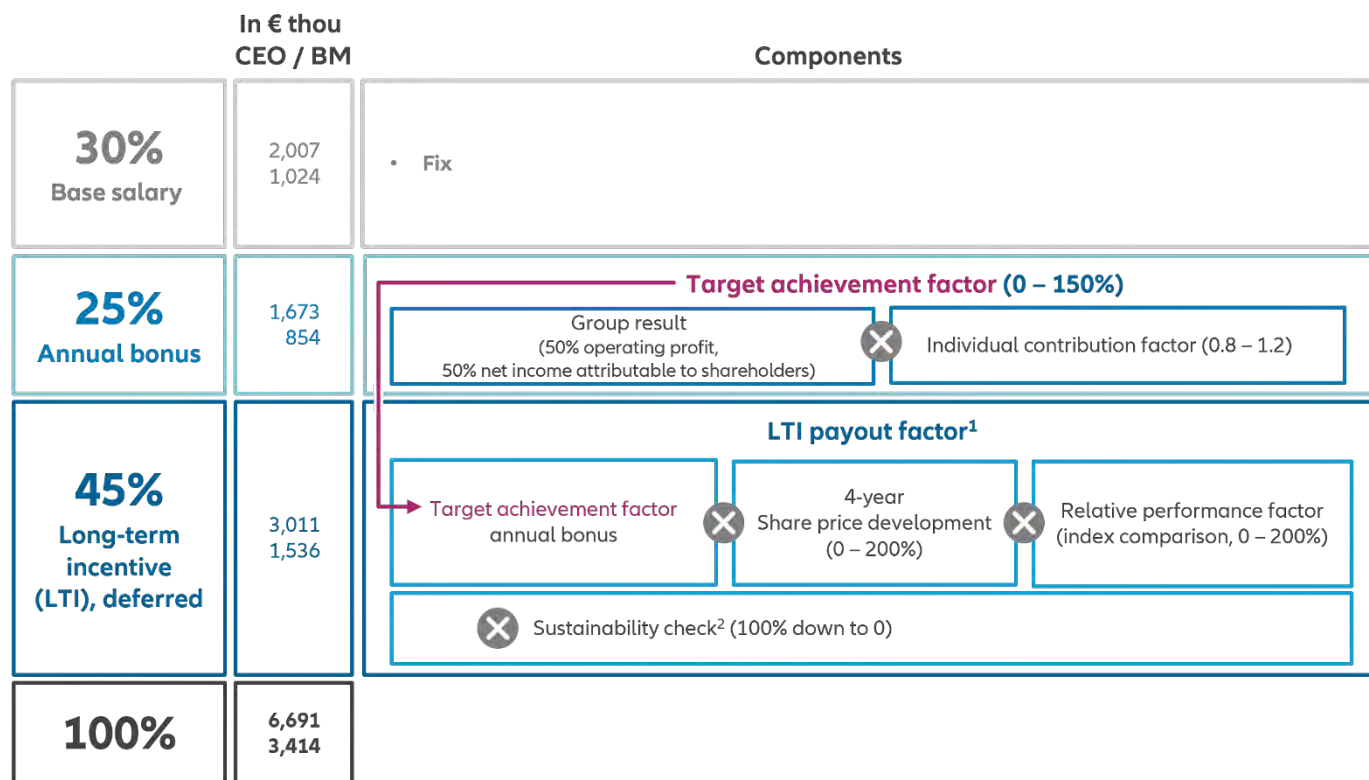 In € thou
CEO / BM
Components
30%
Base salary
2,007
1,024
• Fix
25%
Annual bonus
1,673
854
Target achievement factor (0 – 150%)
Group result
(50% operating profit,
50% net income attributable to shareholders)
Individual contribution factor (0.8 – 1.2)
45%
Long-term
incentive
(LTI), deferred
3,011
1,536
LTI payout factor¹
Target achievement factor
annual bonus
4-year
Share price development
(0 – 200%)
Relative performance factor
(index comparison, 0 – 200%)
Sustainability check² (100% down to 0)
100%
6,691
3,414